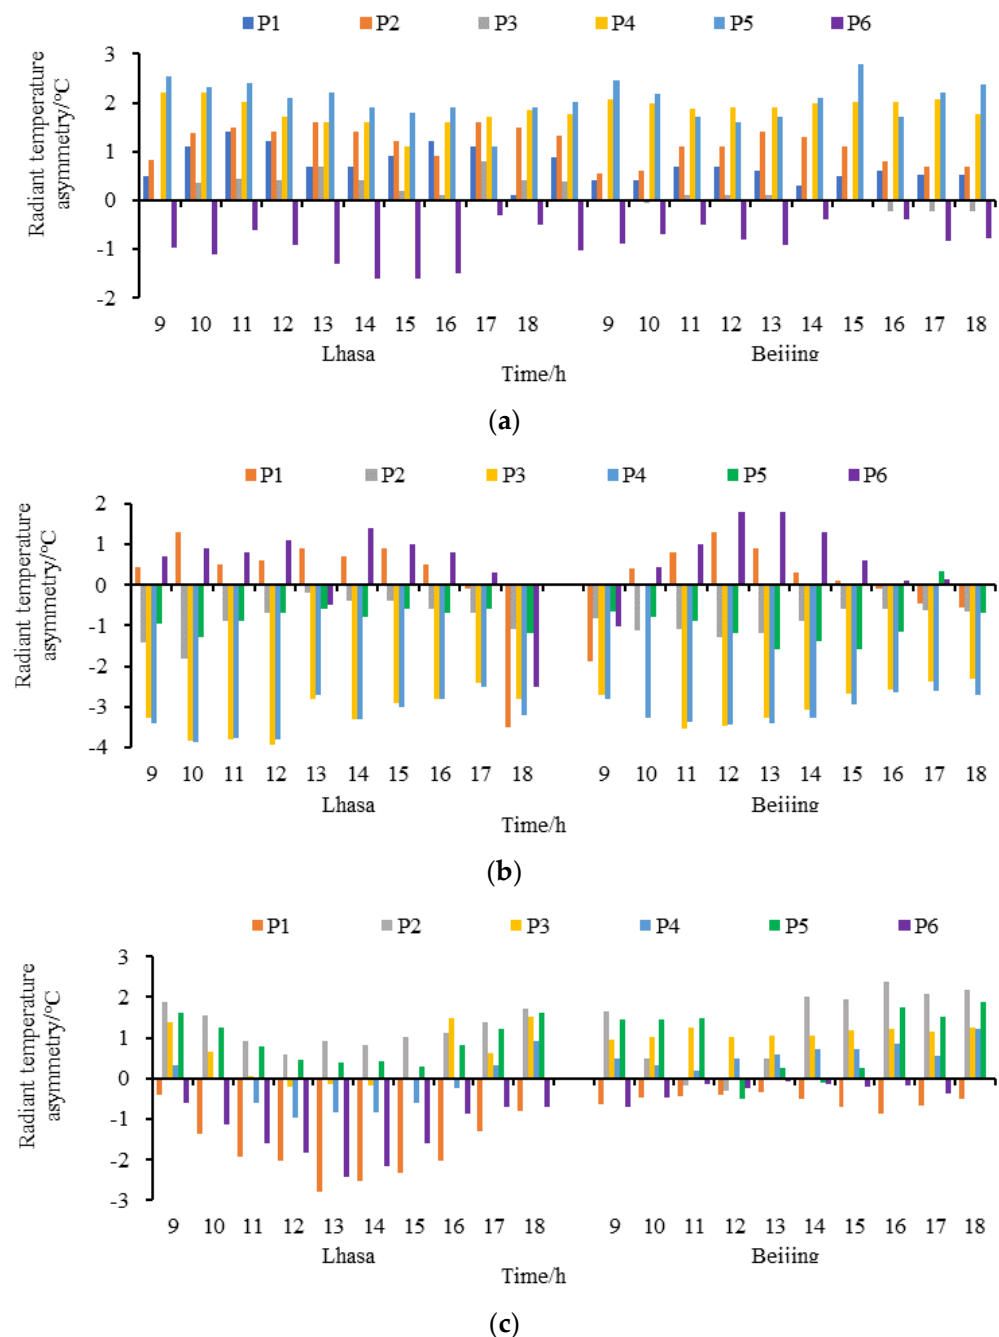 P1 P2 P3 P4 P5 P6
Radiant temperature
asymmetry/°C
3
2
1
0
-1
-2
9 10 11 12 13 14 15 16 17 18 9 10 11 12 13 14 15 16 17 18
Lhasa Beijing
Time/h
(a)
P1 P2 P3 P4 P5 P6
Radiant temperature
asymmetry/°C
2
1
0
-1
-2
-3
-4
9 10 11 12 13 14 15 16 17 18 9 10 11 12 13 14 15 16 17 18
Lhasa Beijing
Time/h
(b)
P1 P2 P3 P4 P5 P6
Radiant temperature
asymmetry/°C
3
2
1
0
-1
-2
-3
9 10 11 12 13 14 15 16 17 18 9 10 11 12 13 14 15 16 17 18
Lhasa Beijing
Time/h
(c)